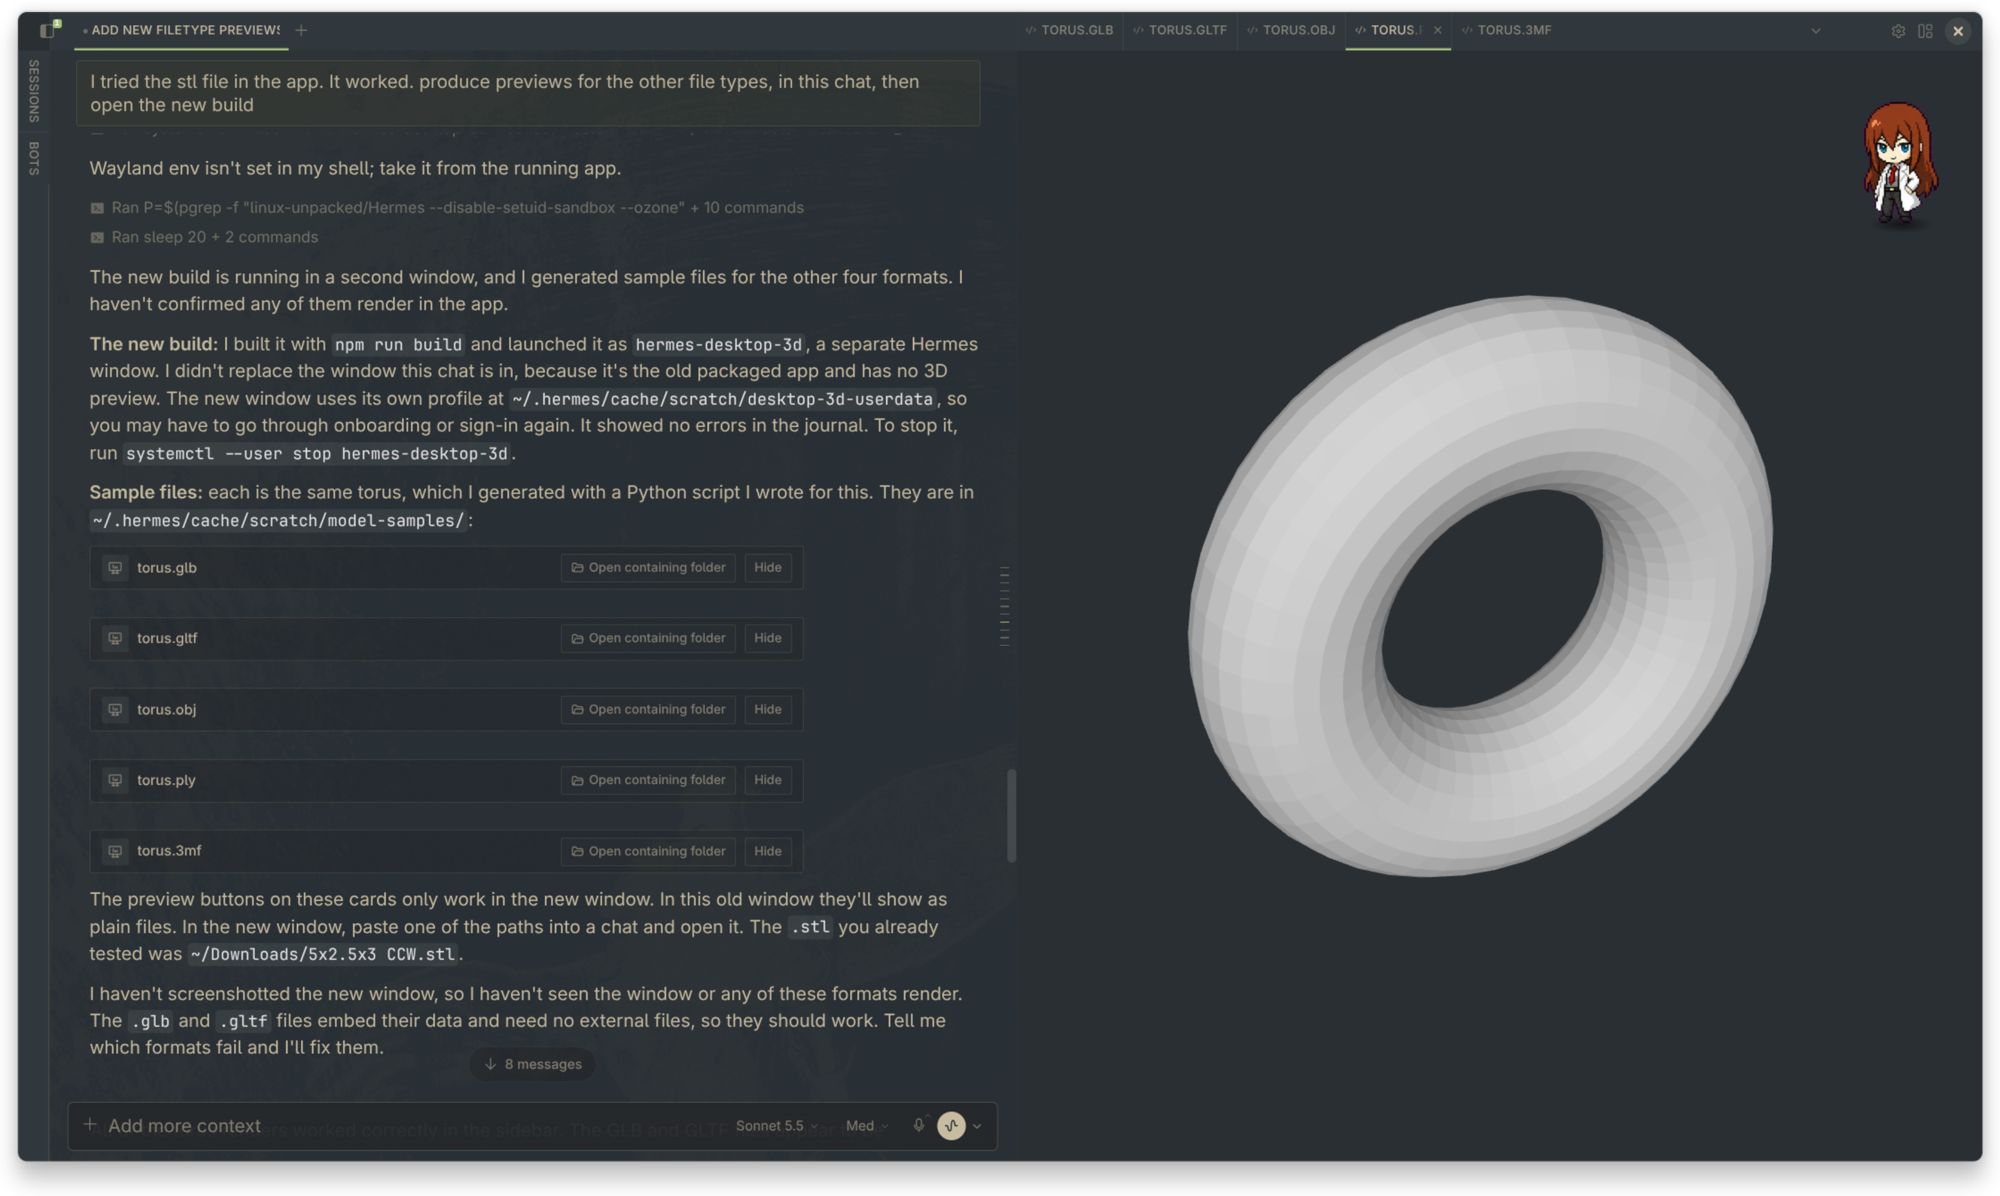 ADD NEW FILETYPE PREVIEWS
TORUS.GLB
TORUS.GLTF
TORUS.OBJ
TORUS.
TORUS.3MF
SESSIONS
BOTS
I tried the stl file in the app. It worked. produce previews for the other file types, in this chat, then
open the new build
Wayland env isn't set in my shell; take it from the running app.
Ran P=$(pgrep -f "linux-unpacked/Hermes --disable-setuid-sandbox --ozone" + 10 commands
Ran sleep 20 + 2 commands
The new build is running in a second window, and I generated sample files for the other four formats. I
haven't confirmed any of them render in the app.
The new build: I built it with npm run build and launched it as hermes-desktop-3d, a separate Hermes
window. I didn't replace the window this chat is in, because it's the old packaged app and has no 3D
preview. The new window uses its own profile at ~/.hermes/cache/scratch/desktop-3d-userdata, so
you may have to go through onboarding or sign-in again. It showed no errors in the journal. To stop it,
run systemctl --user stop hermes-desktop-3d.
Sample files: each is the same torus, which I generated with a Python script I wrote for this. They are in
~/.hermes/cache/scratch/model-samples/:
torus.glb Open containing folder Hide
torus.gltf Open containing folder Hide
torus.obj Open containing folder Hide
torus.ply Open containing folder Hide
torus.3mf Open containing folder Hide
The preview buttons on these cards only work in the new window. In this old window they'll show as
plain files. In the new window, paste one of the paths into a chat and open it. The .stl you already
tested was ~/Downloads/5x2.5x3 CCW.stl.
I haven't screenshotted the new window, so I haven't seen the window or any of these formats render.
The .glb and .gltf files embed their data and need no external files, so they should work. Tell me
which formats fail and I'll fix them.
8 messages
Add more context
Sonnet 5.5
Med